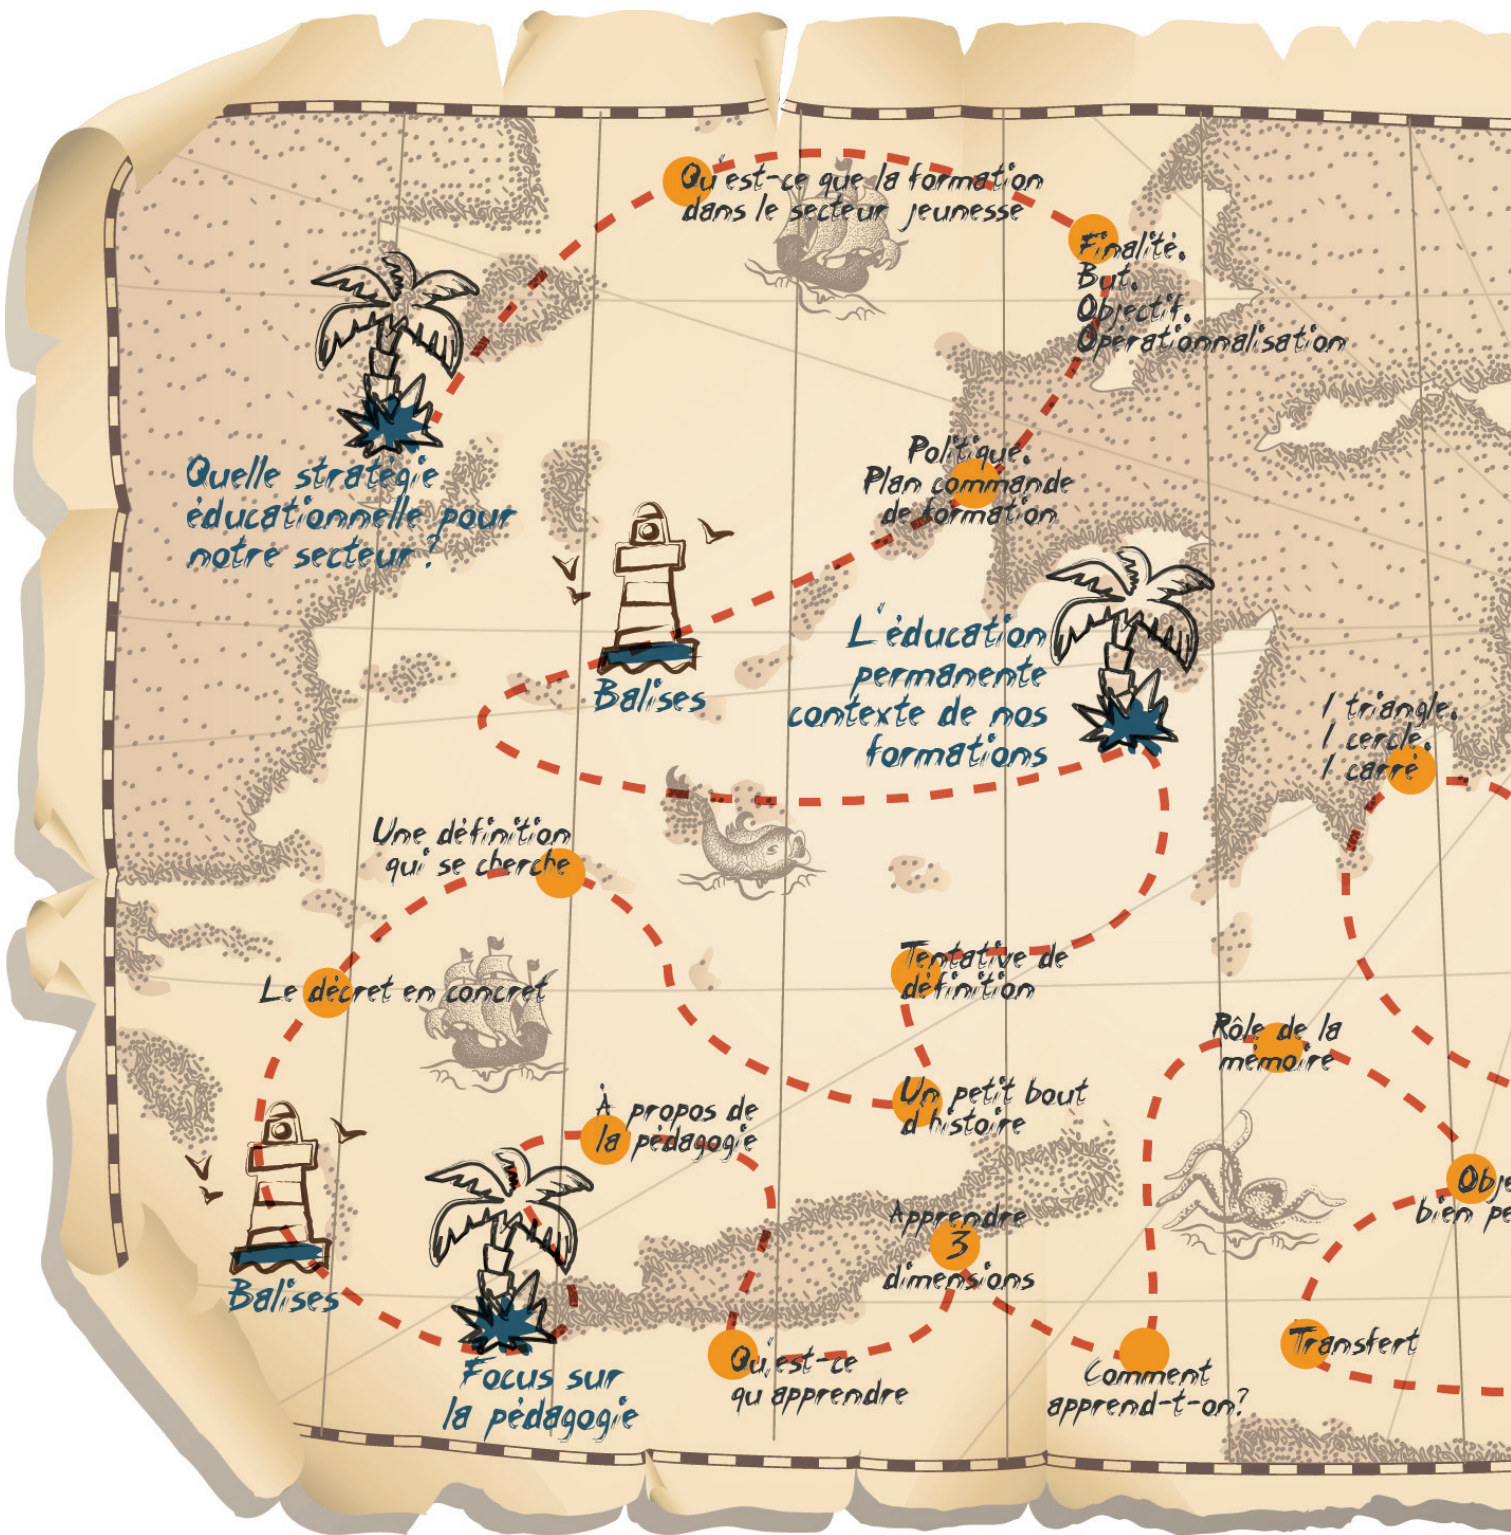 Qu'est-ce que la formation
dans le secteur jeunesse
Finalité.
But.
Objectif.
Opérationnalisation
Quelle stratégie
éducationnelle pour
notre secteur ?
Politique.
Plan commande
de formation
Balises
L'éducation
permanente
contexte de nos
formations
1 triangle.
1 cercle.
1 carré
Une définition
qui se cherche
Le décret en concret
Tentative de
définition
Un petit bout
d'histoire
Rôle de la
mémoire
À propos de
la pédagogie
Balises
Focus sur
la pédagogie
Qu'est-ce
qu'apprendre
Apprendre
3
dimensions
Comment
apprend-t-on?
Obje
bien pe
Transfert